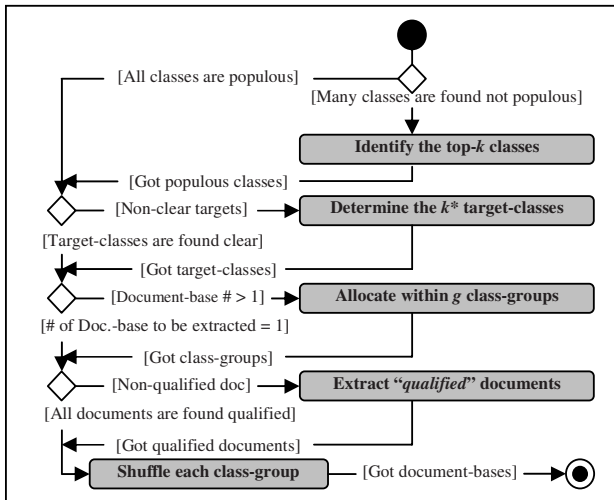 [All classes are populous]
[Many classes are found not populous]
Identify the top-k classes
[Got populous classes]
[Non-clear targets]
Determine the k* target-classes
[Target-classes are found clear]
[Got target-classes]
[Document-base # > 1]
Allocate within g class-groups
[# of Doc.-base to be extracted = 1]
[Got class-groups]
[Non-qualified doc]
Extract “qualified” documents
[All documents are found qualified]
[Got qualified documents]
Shuffle each class-group
[Got document-bases]